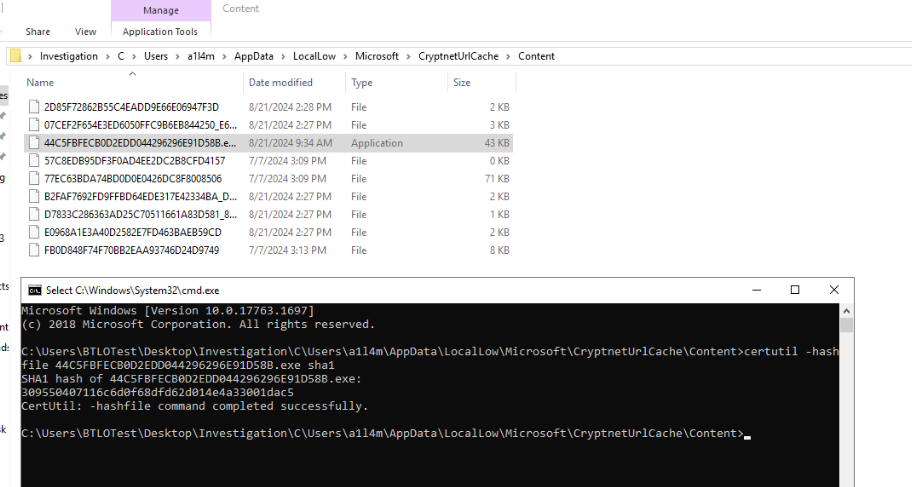 Manage
Content
Share
View
Application Tools
Investigation > C > Users > a1l4m > AppData > LocalLow > Microsoft > CryptnetUrlCache > Content
Name
Date modified
Type
Size
2D85F72862B55C4EADD9E66E06947F3D 8/21/2024 2:28 PM File 2 KB
07CEF2F654E3ED6050FFC9B6EB844250_E6... 8/21/2024 2:27 PM File 3 KB
44C5FBFECB0D2EDD044296296E91D58B.e... 8/21/2024 9:34 AM Application 43 KB
57C8EDB95DF3F0AD4EE2DC2B8CFD4157 7/7/2024 3:09 PM File 0 KB
77EC63BDA74BD0D0E0426DC8F8008506 7/7/2024 3:09 PM File 71 KB
B2FAF7692FD9FFBD64EDE317E42334BA_D... 8/21/2024 2:27 PM File 2 KB
D7833C286363AD25C70511661A83D581_8... 8/21/2024 2:27 PM File 1 KB
E0968A1E3A40D2582E7FD463BAEB59CD 8/21/2024 2:27 PM File 2 KB
FB0D848F74F70BB2EAA93746D24D9749 7/7/2024 3:13 PM File 8 KB
Select C:\Windows\System32\cmd.exe
Microsoft Windows [Version 10.0.17763.1697]
(c) 2018 Microsoft Corporation. All rights reserved.
C:\Users\BTLOTest\Desktop\Investigation\C\Users\a1l4m\AppData\LocalLow\Microsoft\CryptnetUrlCache\Content>certutil -hash
file 44C5FBFECB0D2EDD044296296E91D58B.exe sha1
SHA1 hash of 44C5FBFECB0D2EDD044296296E91D58B.exe:
309550407116c6d0f68dfd62d014e4a33001dac5
CertUtil: -hashfile command completed successfully.
C:\Users\BTLOTest\Desktop\Investigation\C\Users\a1l4m\AppData\LocalLow\Microsoft\CryptnetUrlCache\Content>